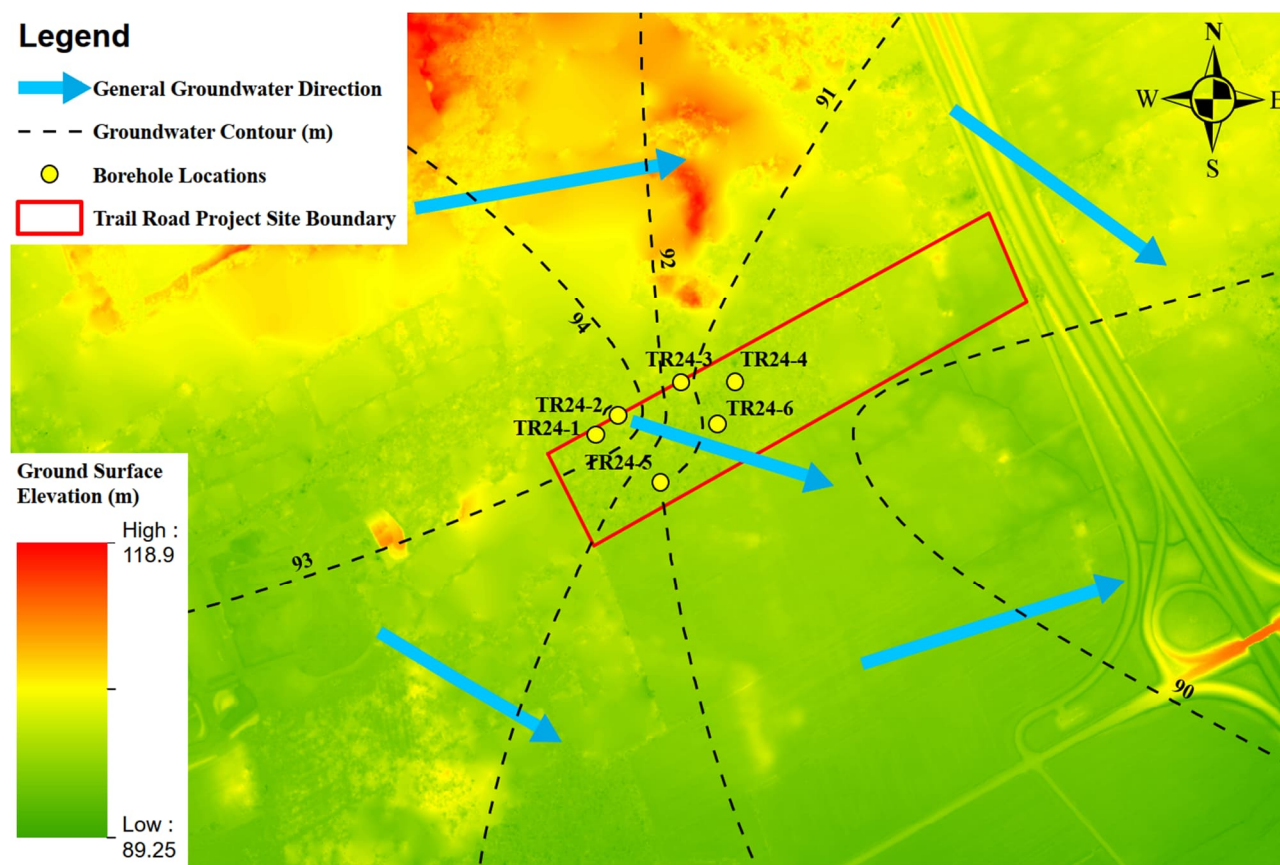 Legend
General Groundwater Direction
Groundwater Contour (m)
Borehole Locations
Trail Road Project Site Boundary
N
W
E
S
91
92
94
TR24-3
TR24-4
TR24-2
TR24-6
TR24-1
TR24-5
93
90
Ground Surface
Elevation (m)
High :
118.9
Low :
89.25